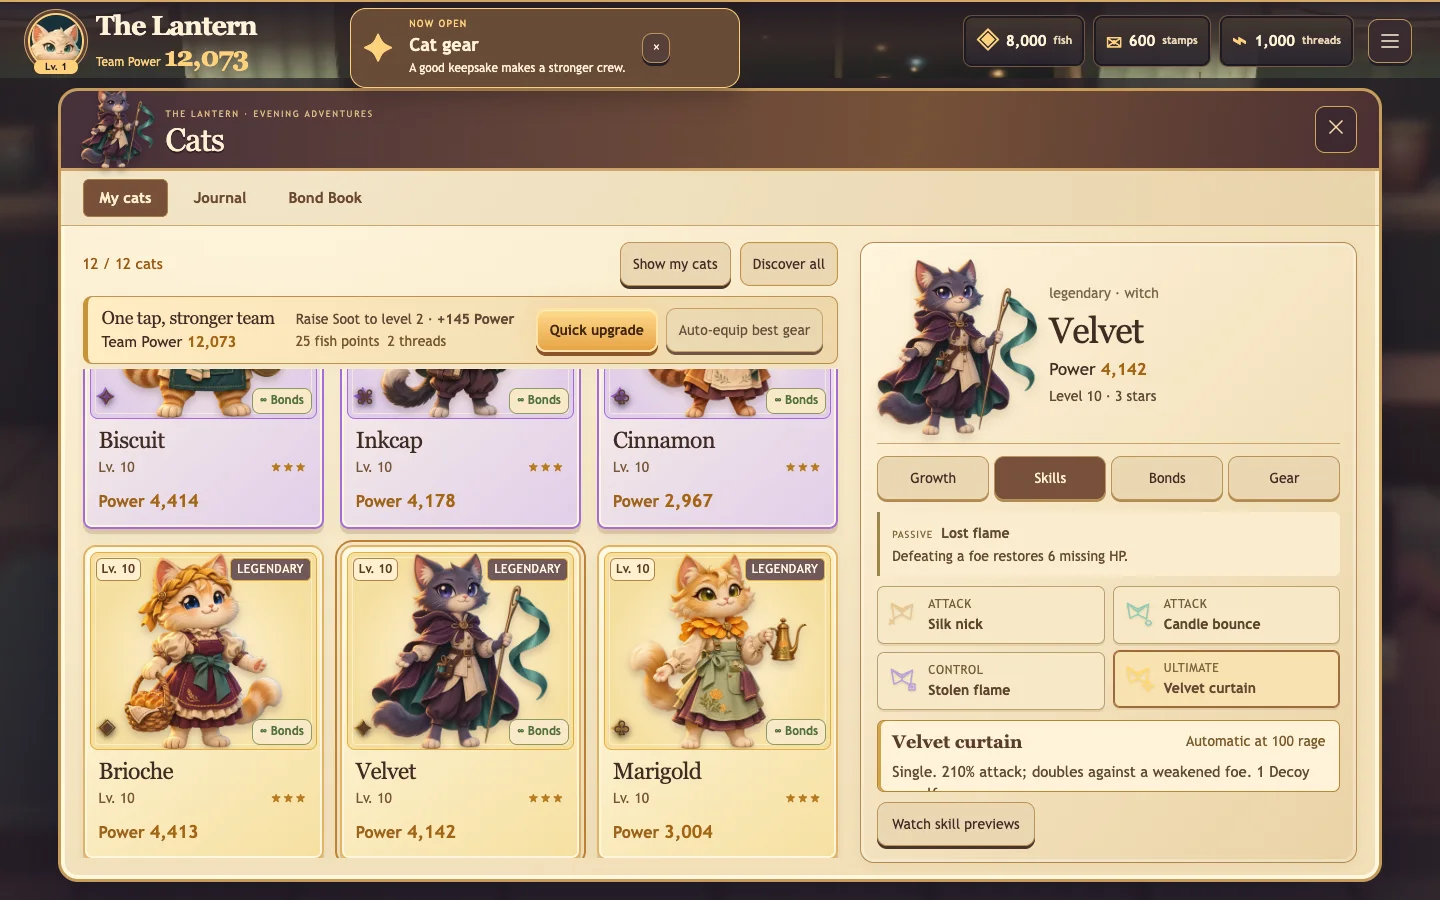 The Lantern
Team Power 12,073
Lv. 1
NOW OPEN
Cat gear
A good keepsake makes a stronger crew.
×
8,000 fish
600 stamps
1,000 threads
THE LANTERN · EVENING ADVENTURES
Cats
My cats
Journal
Bond Book
12 / 12 cats
Show my cats
Discover all
One tap, stronger team
Team Power 12,073
Raise Soot to level 2 · +145 Power
25 fish points 2 threads
Quick upgrade
Auto-equip best gear
∞ Bonds
Biscuit
Lv. 10
Power 4,414
∞ Bonds
Inkcap
Lv. 10
Power 4,178
∞ Bonds
Cinnamon
Lv. 10
Power 2,967
Lv. 10
LEGENDARY
∞ Bonds
Brioche
Lv. 10
Power 4,413
Lv. 10
LEGENDARY
∞ Bonds
Velvet
Lv. 10
Power 4,142
Lv. 10
LEGENDARY
∞ Bonds
Marigold
Lv. 10
Power 3,004
legendary · witch
Velvet
Power 4,142
Level 10 · 3 stars
Growth
Skills
Bonds
Gear
PASSIVE Lost flame
Defeating a foe restores 6 missing HP.
ATTACK
Silk nick
ATTACK
Candle bounce
CONTROL
Stolen flame
ULTIMATE
Velvet curtain
Velvet curtain
Automatic at 100 rage
Single. 210% attack; doubles against a weakened foe. 1 Decoy
Watch skill previews